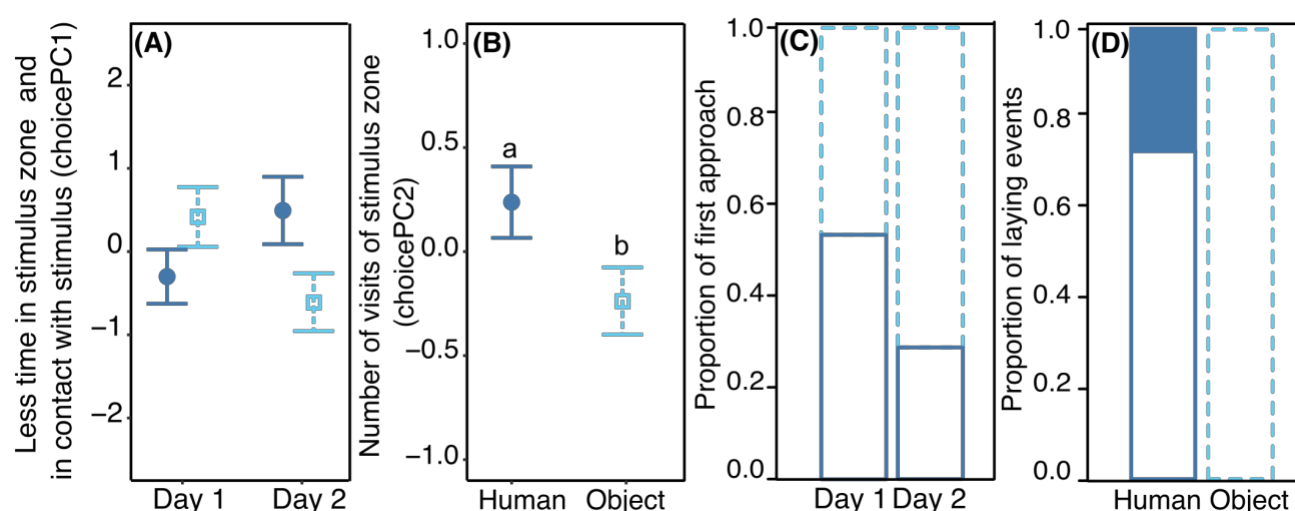 Less time in stimulus zone and
in contact with stimulus (choicePC1)
(A)
2
1
0
−1
−2
Day 1 Day 2
Number of visits of stimulus zone
(choicePC2)
(B)
1.0
0.5
0.0
−0.5
−1.0
a
b
Human Object
Proportion of first approach
(C)
1.0
0.8
0.6
0.4
0.2
0.0
Day 1 Day 2
Proportion of laying events
(D)
1.0
0.8
0.6
0.4
0.2
0.0
Human Object